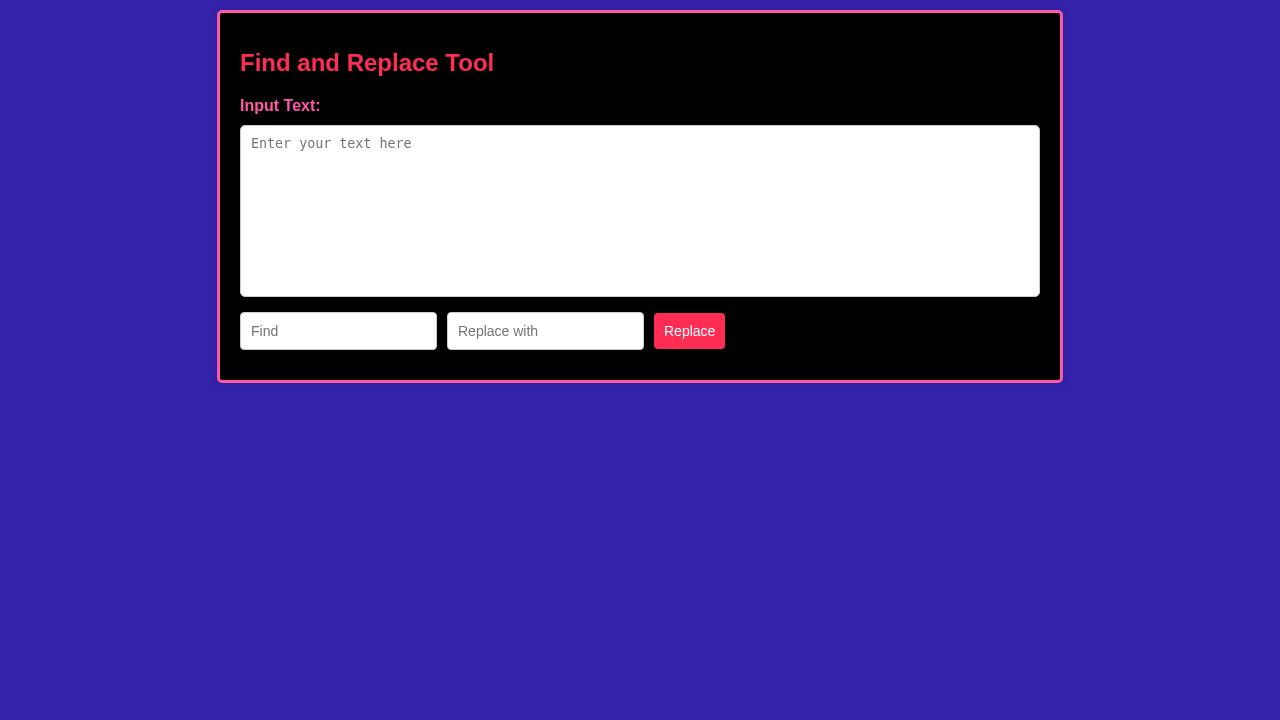 Find and Replace Tool
Input Text:
Enter your text here
Find
Replace with
Replace